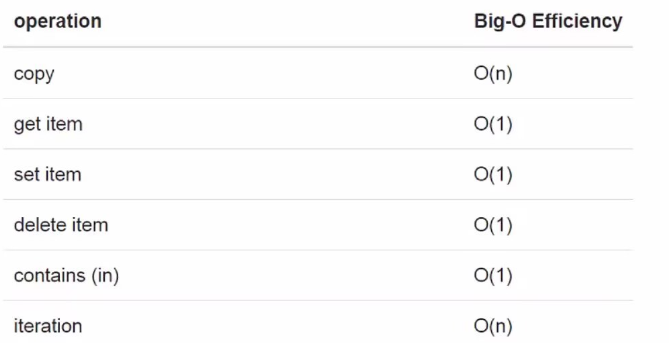 operation Big-O Efficiency
copy O(n)
get item O(1)
set item O(1)
delete item O(1)
contains (in) O(1)
iteration O(n)